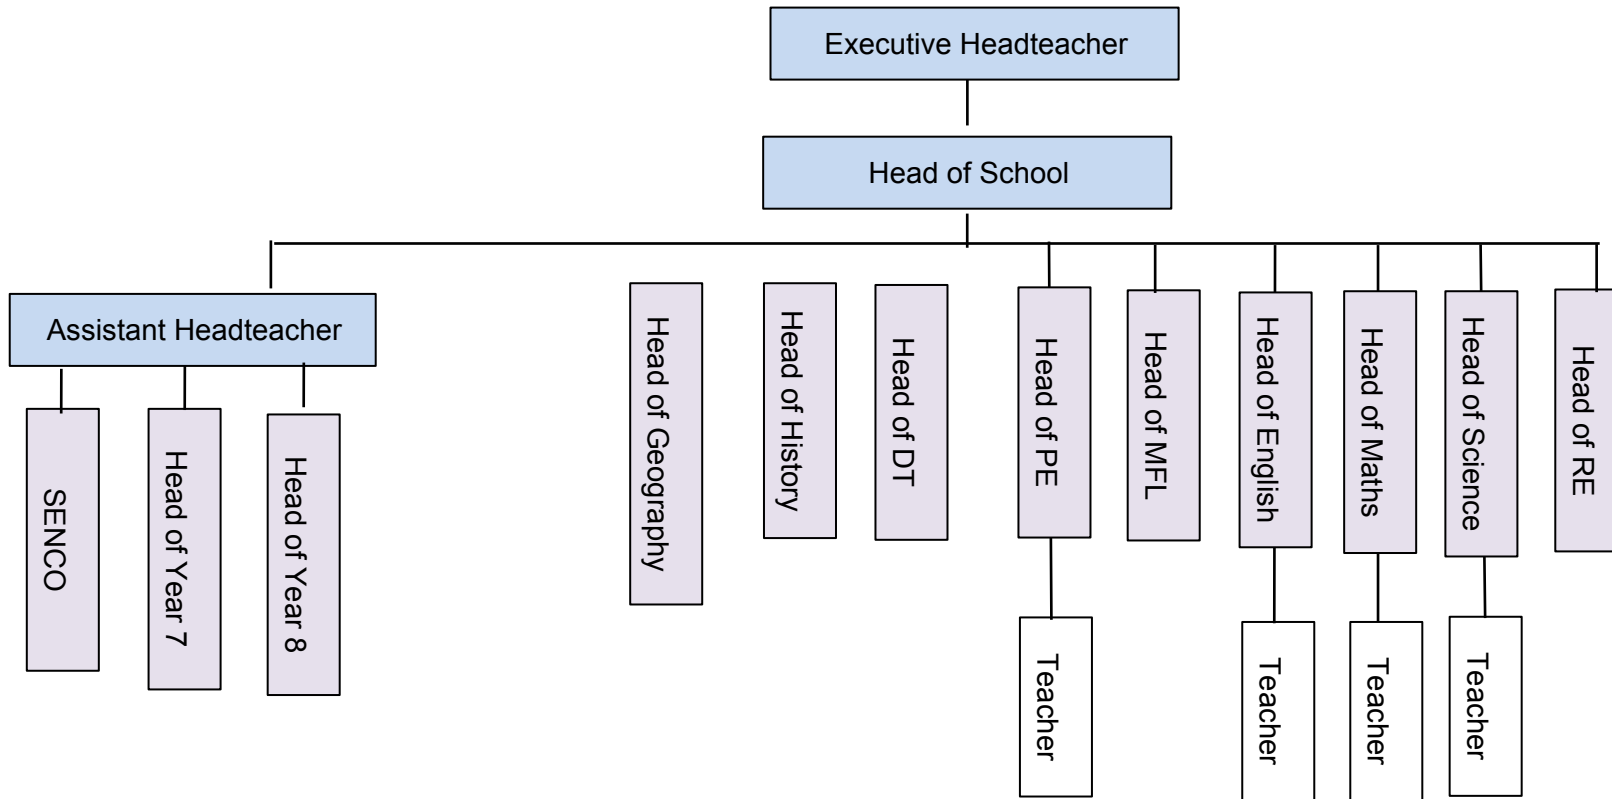 Executive Headteacher
Head of School
Assistant Headteacher
SENCO
Head of Year 7
Head of Year 8
Head of Geography
Head of History
Head of DT
Head of PE
Head of MFL
Head of English
Head of Maths
Head of Science
Head of RE
Teacher
Teacher
Teacher
Teacher